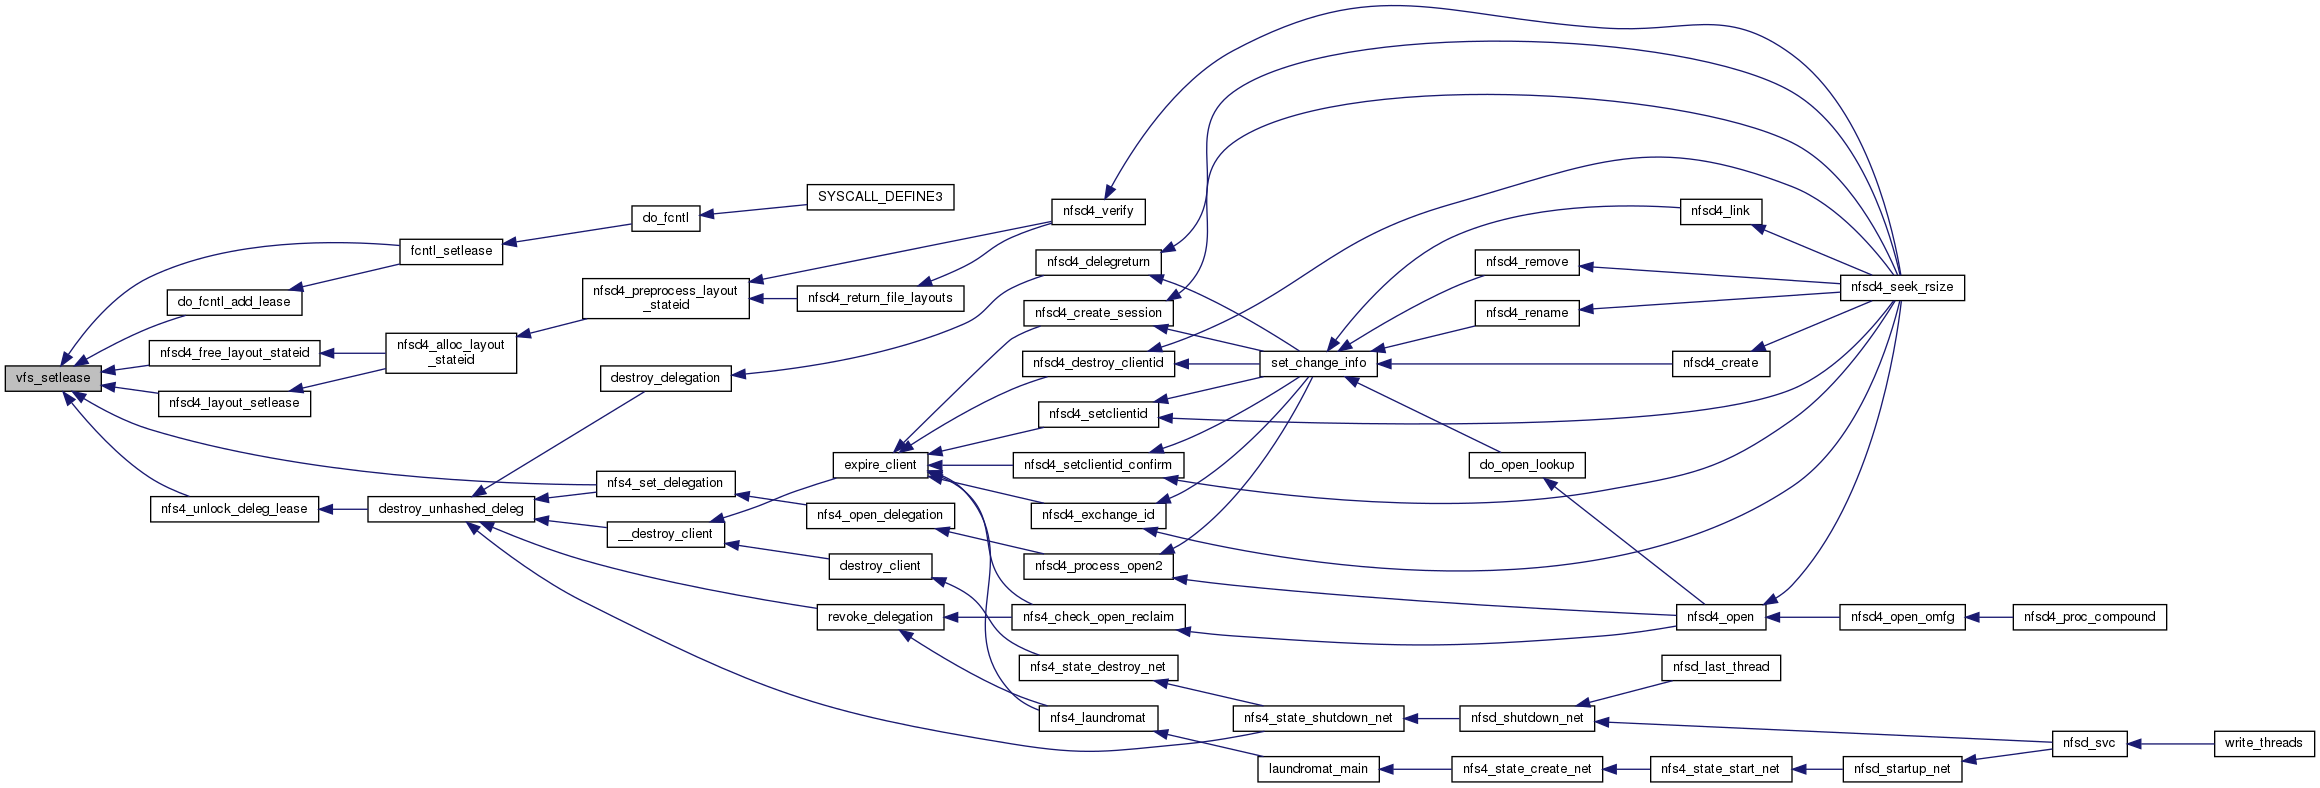 SYSCALL_DEFINE3
do_fcntl
nfsd4_verify
nfsd4_link
fcntl_setlease
nfsd4_delegreturn
nfsd4_remove
nfsd4_seek_rsize
do_fcntl_add_lease
nfsd4_preprocess_layout
_stateid
nfsd4_return_file_layouts
nfsd4_create_session
nfsd4_rename
nfsd4_free_layout_stateid
nfsd4_alloc_layout
_stateid
nfsd4_destroy_clientid
set_change_info
nfsd4_create
vfs_setlease
destroy_delegation
nfsd4_layout_setlease
nfsd4_setclientid
expire_client
nfsd4_setclientid_confirm
do_open_lookup
nfs4_set_delegation
nfs4_unlock_deleg_lease
destroy_unhashed_deleg
nfs4_open_delegation
nfsd4_exchange_id
__destroy_client
destroy_client
nfsd4_process_open2
revoke_delegation
nfs4_check_open_reclaim
nfsd4_open
nfsd4_open_omfg
nfsd4_proc_compound
nfs4_state_destroy_net
nfsd_last_thread
nfs4_laundromat
nfs4_state_shutdown_net
nfsd_shutdown_net
nfsd_svc
write_threads
laundromat_main
nfs4_state_create_net
nfs4_state_start_net
nfsd_startup_net